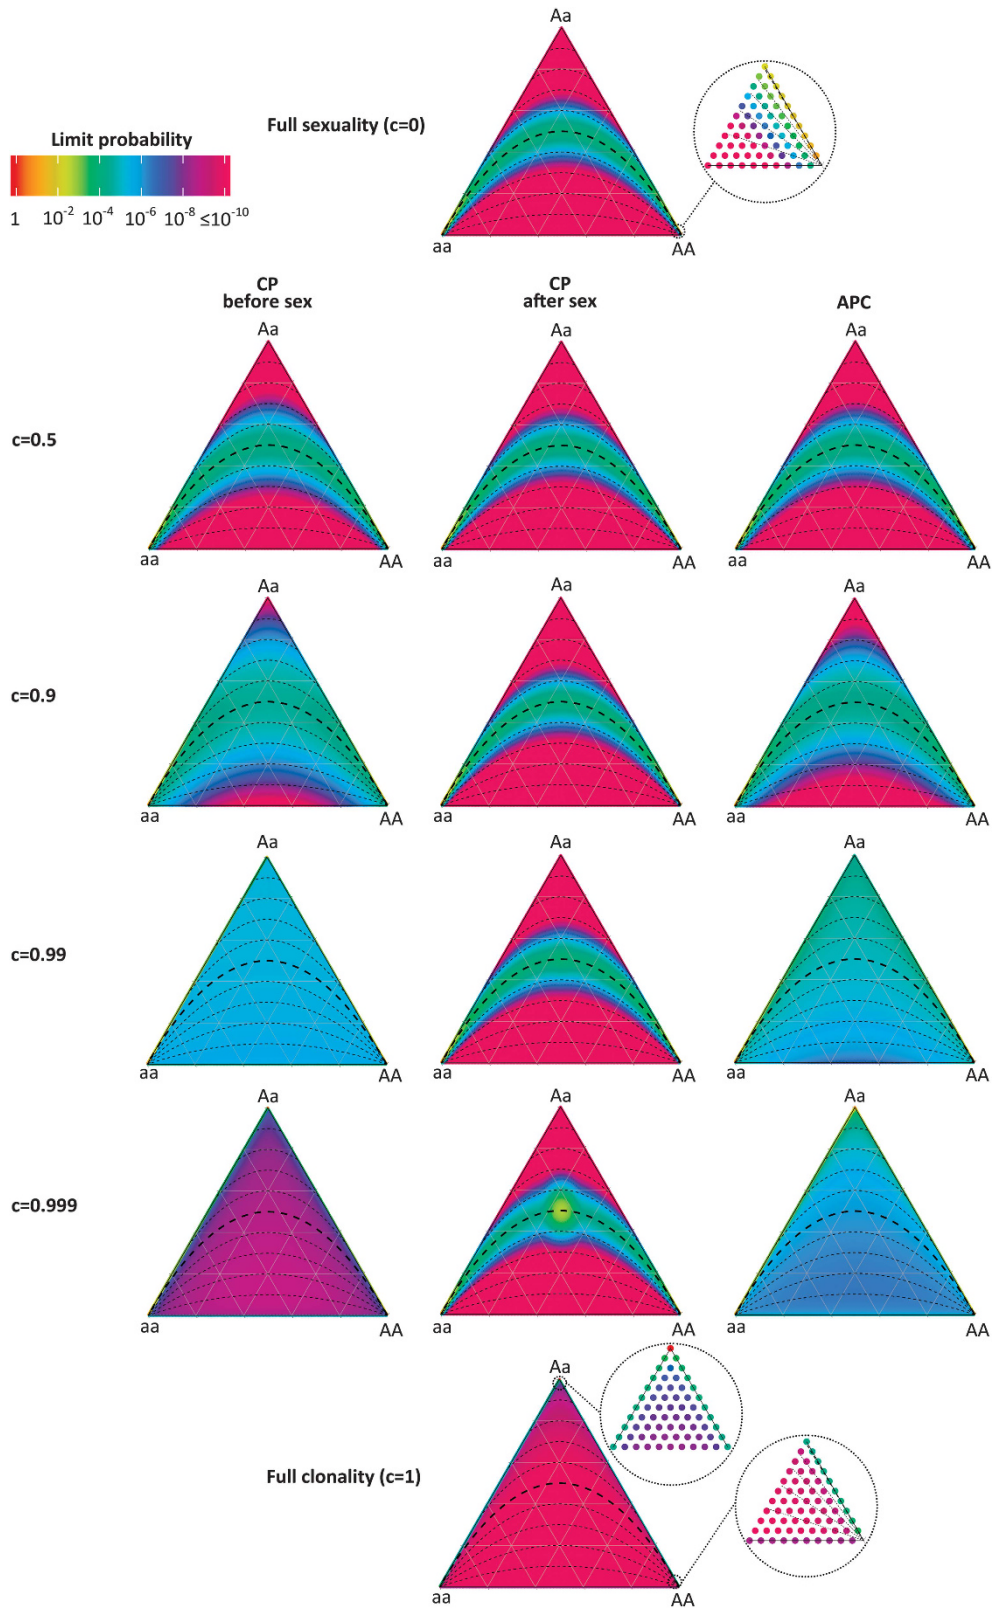 Aa
Full sexuality (c=0)
Limit probability
1 10⁻² 10⁻⁴ 10⁻⁶ 10⁻⁸ ≤10⁻¹⁰
aa AA
CP
before sex
CP
after sex
APC
Aa Aa Aa
c=0.5
aa AA aa AA aa AA
Aa Aa Aa
c=0.9
aa AA aa AA aa AA
Aa Aa Aa
c=0.99
aa AA aa AA aa AA
Aa Aa Aa
c=0.999
aa AA aa AA aa AA
Aa
Full clonality (c=1)
aa AA